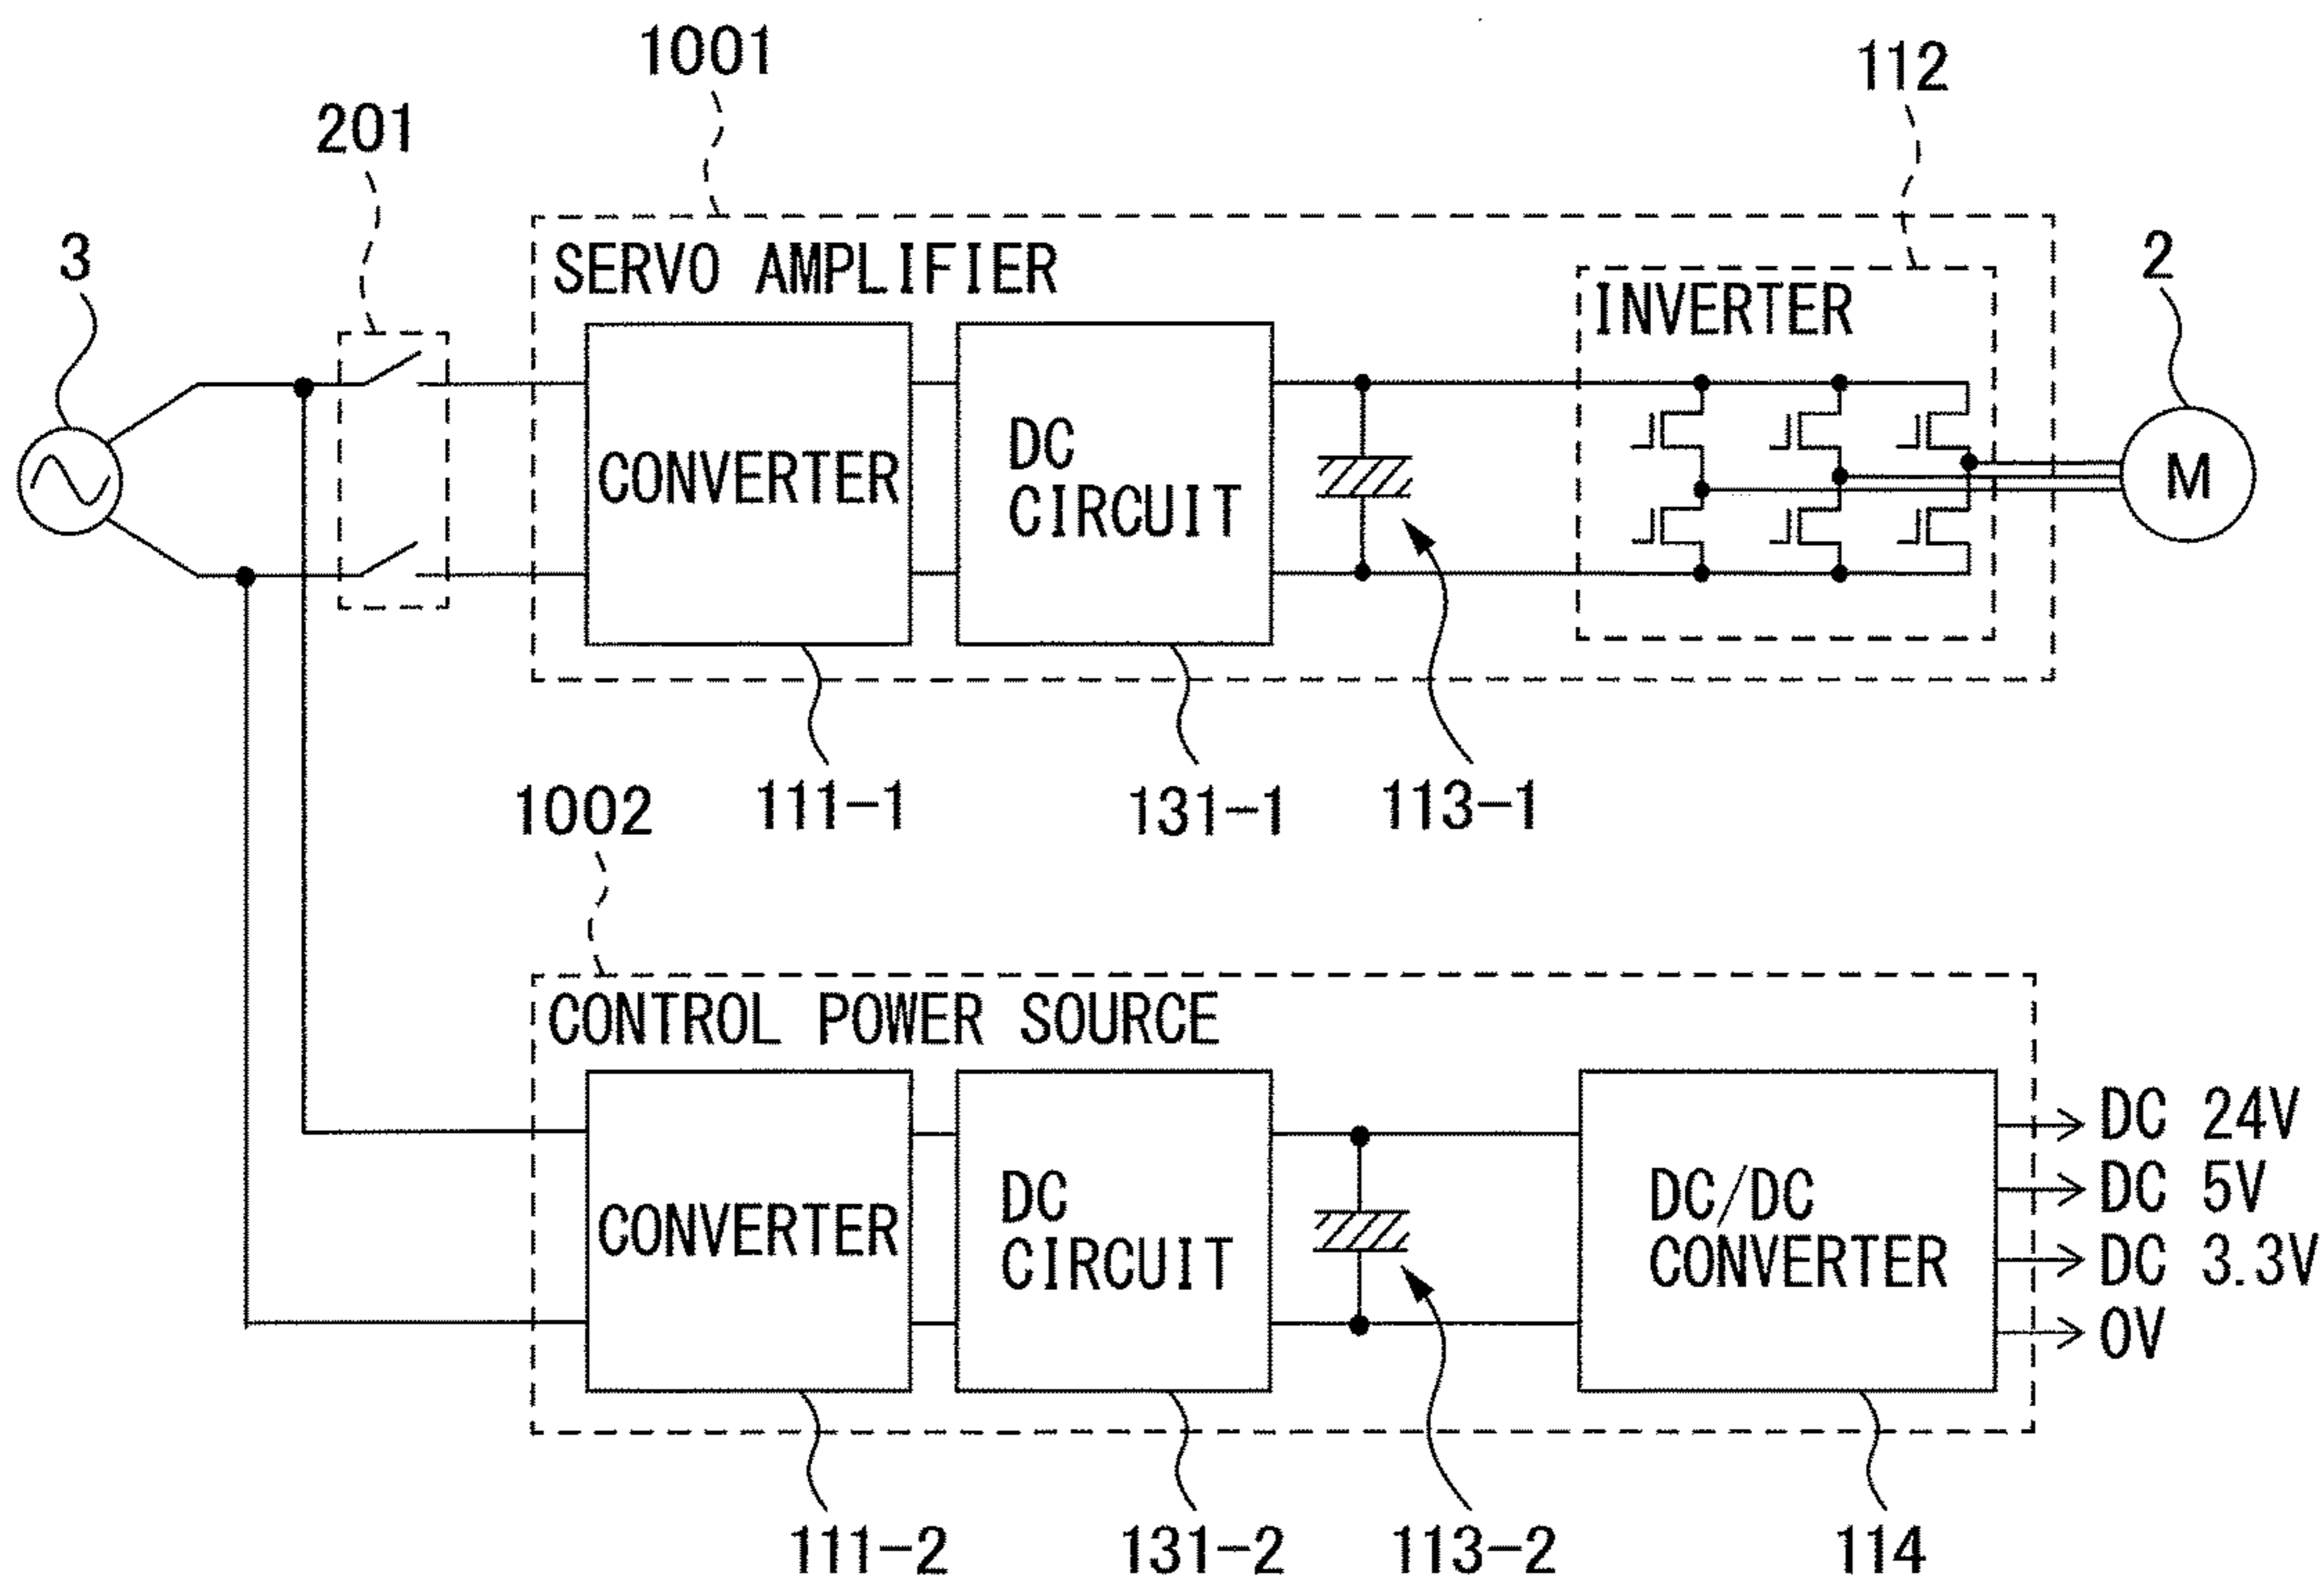 1001
112
201
3
SERVO AMPLIFIER
2
INVERTER
CONVERTER
DC
CIRCUIT
M
111-1
131-1
113-1
1002
CONTROL POWER SOURCE
CONVERTER
DC
CIRCUIT
DC/DC
CONVERTER
DC 24V
DC 5V
DC 3.3V
0V
111-2
131-2
113-2
114